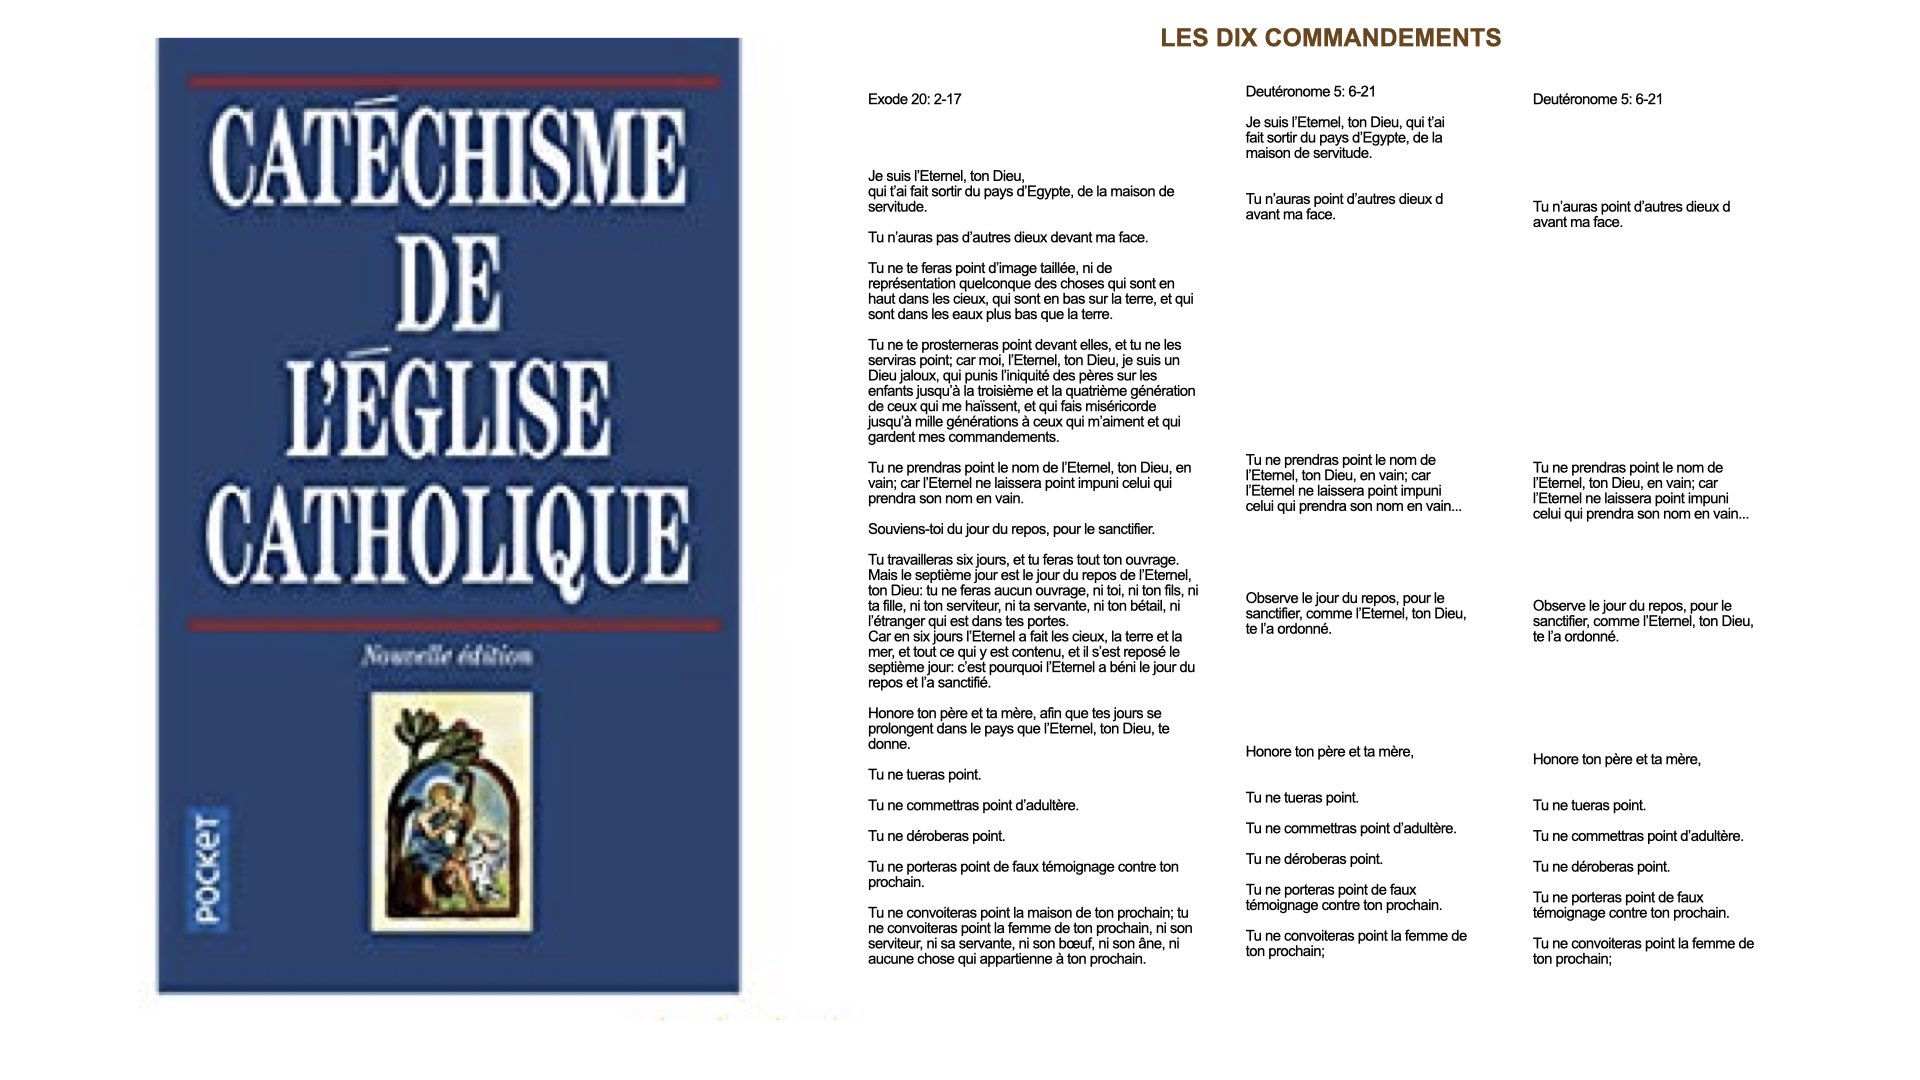 CATÉCHISME
DE
L'ÉGLISE
CATHOLIQUE
Nouvelle édition
POCKET
LES DIX COMMANDEMENTS
Exode 20: 2-17
Je suis l'Eternel, ton Dieu,
qui t'ai fait sortir du pays d'Egypte, de la maison de
servitude.
Tu n'auras pas d'autres dieux devant ma face.
Tu ne te feras point d'image taillée, ni de
représentation quelconque des choses qui sont en
haut dans les cieux, qui sont en bas sur la terre, et qui
sont dans les eaux plus bas que la terre.
Tu ne te prosterneras point devant elles, et tu ne les
serviras point; car moi, l'Eternel, ton Dieu, je suis un
Dieu jaloux, qui punis l'iniquité des pères sur les
enfants jusqu'à la troisième et la quatrième génération
de ceux qui me haïssent, et qui fais miséricorde
jusqu'à mille générations à ceux qui m'aiment et qui
gardent mes commandements.
Tu ne prendras point le nom de l'Eternel, ton Dieu, en
vain; car l'Eternel ne laissera point impuni celui qui
prendra son nom en vain.
Souviens-toi du jour du repos, pour le sanctifier.
Tu travailleras six jours, et tu feras tout ton ouvrage.
Mais le septième jour est le jour du repos de l'Eternel,
ton Dieu: tu ne feras aucun ouvrage, ni toi, ni ton fils, ni
ta fille, ni ton serviteur, ni ta servante, ni ton bétail, ni
l'étranger qui est dans tes portes.
Car en six jours l'Eternel a fait les cieux, la terre et la
mer, et tout ce qui y est contenu, et il s'est reposé le
septième jour: c'est pourquoi l'Eternel a béni le jour du
repos et l'a sanctifié.
Honore ton père et ta mère, afin que tes jours se
prolongent dans le pays que l'Eternel, ton Dieu, te
donne.
Tu ne tueras point.
Tu ne commettras point d'adultère.
Tu ne déroberas point.
Tu ne porteras point de faux témoignage contre ton
prochain.
Tu ne convoiteras point la maison de ton prochain; tu
ne convoiteras point la femme de ton prochain, ni son
serviteur, ni sa servante, ni son bœuf, ni son âne, ni
aucune chose qui appartienne à ton prochain.
Deutéronome 5: 6-21
Je suis l'Eternel, ton Dieu, qui t'ai
fait sortir du pays d'Egypte, de la
maison de servitude.
Tu n'auras point d'autres dieux d
avant ma face.
Tu ne prendras point le nom de
l'Eternel, ton Dieu, en vain; car
l'Eternel ne laissera point impuni
celui qui prendra son nom en vain...
Observe le jour du repos, pour le
sanctifier, comme l'Eternel, ton Dieu,
te l'a ordonné.
Honore ton père et ta mère,
Tu ne tueras point.
Tu ne commettras point d'adultère.
Tu ne déroberas point.
Tu ne porteras point de faux
témoignage contre ton prochain.
Tu ne convoiteras point la femme de
ton prochain;
Deutéronome 5: 6-21
Tu n'auras point d'autres dieux d
avant ma face.
Tu ne prendras point le nom de
l'Eternel, ton Dieu, en vain; car
l'Eternel ne laissera point impuni
celui qui prendra son nom en vain...
Observe le jour du repos, pour le
sanctifier, comme l'Eternel, ton Dieu,
te l'a ordonné.
Honore ton père et ta mère,
Tu ne tueras point.
Tu ne commettras point d'adultère.
Tu ne déroberas point.
Tu ne porteras point de faux
témoignage contre ton prochain.
Tu ne convoiteras point la femme de
ton prochain;